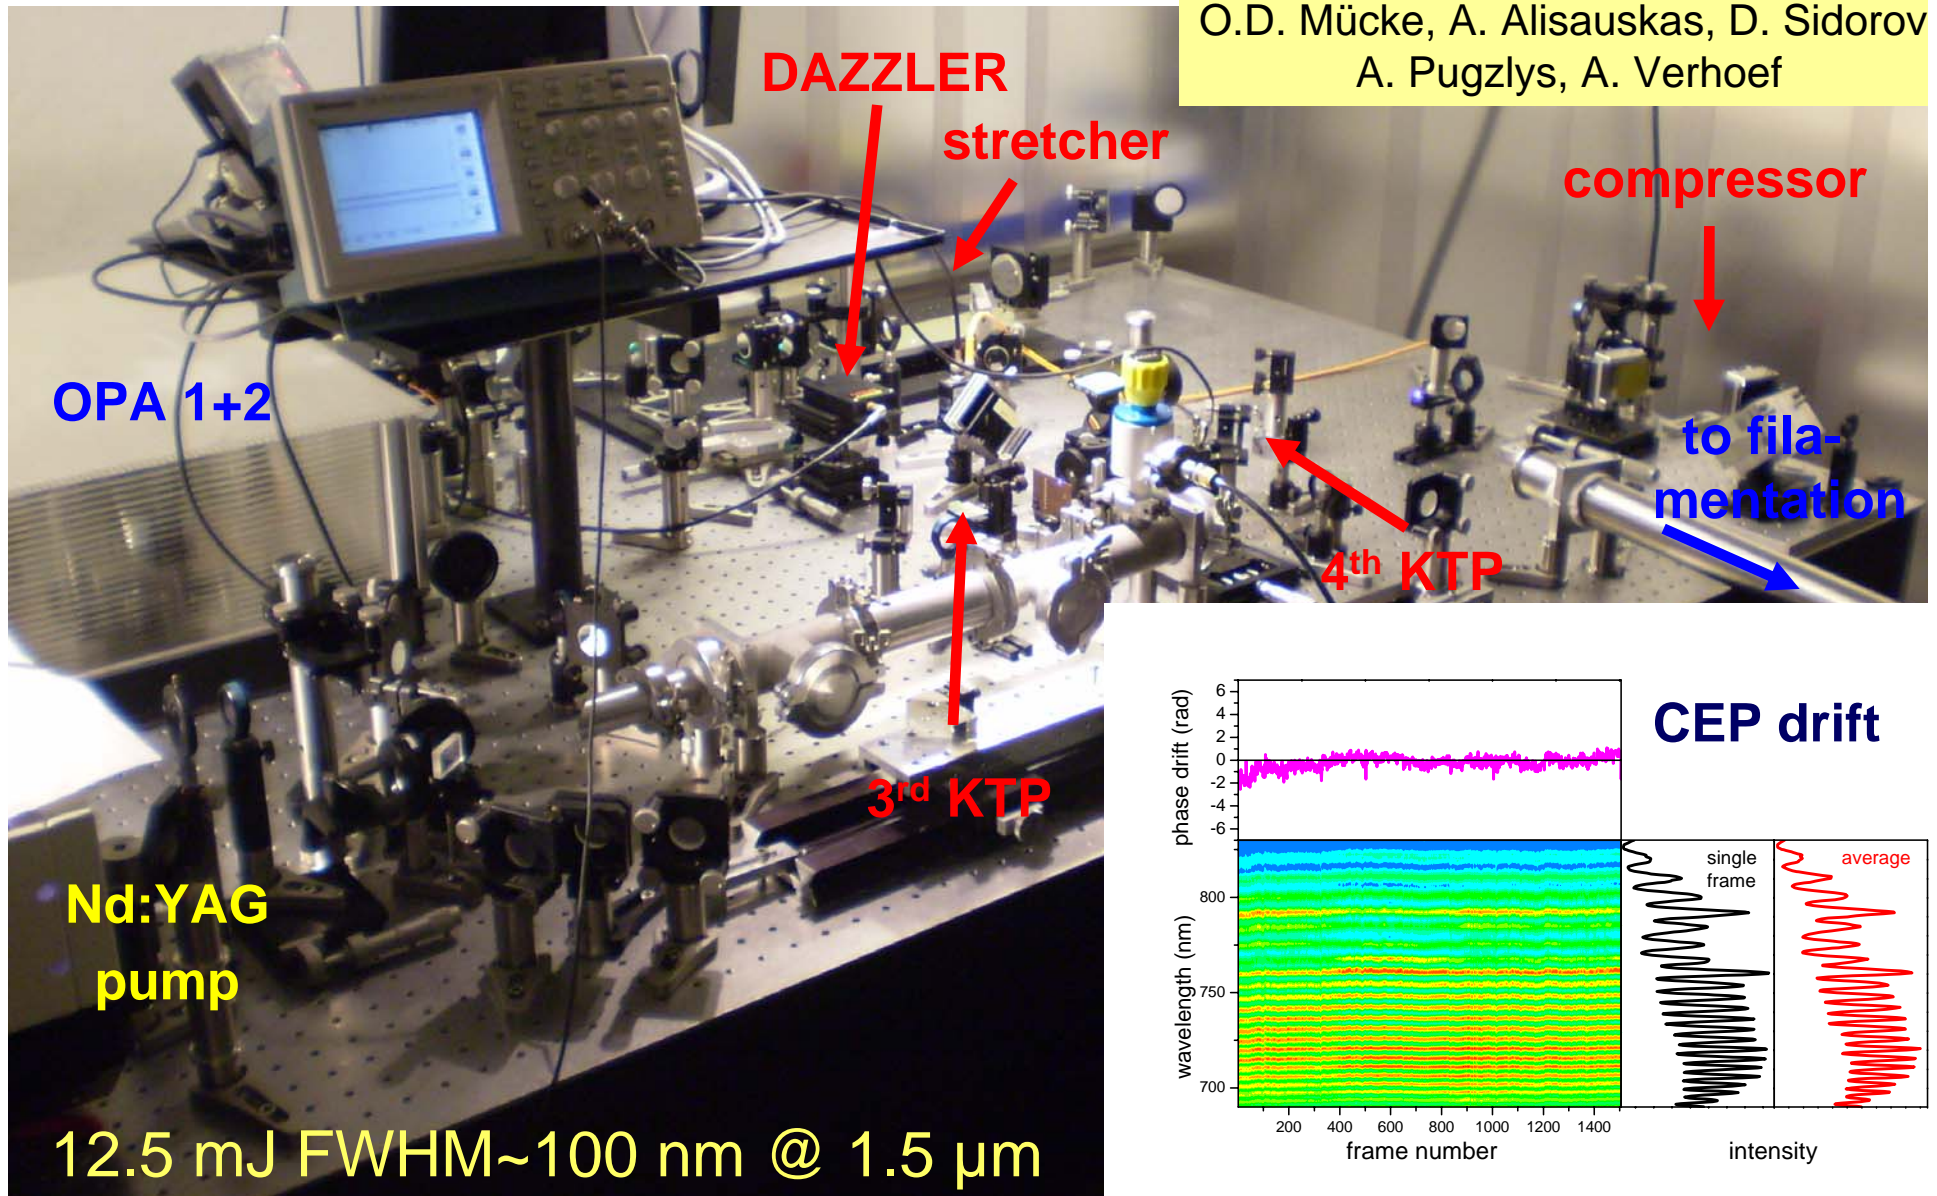 O.D. Mücke, A. Alisauskas, D. Sidorov
A. Pugzlys, A. Verhoef
DAZZLER
stretcher
compressor
OPA 1+2
to fila-
mentation
4th KTP
3rd KTP
Nd:YAG
pump
12.5 mJ FWHM~100 nm @ 1.5 µm
CEP drift
phase drift (rad)
6
4
2
0
-2
-4
-6
single
frame
average
wavelength (nm)
800
750
700
200 400 600 800 1000 1200 1400
frame number
intensity